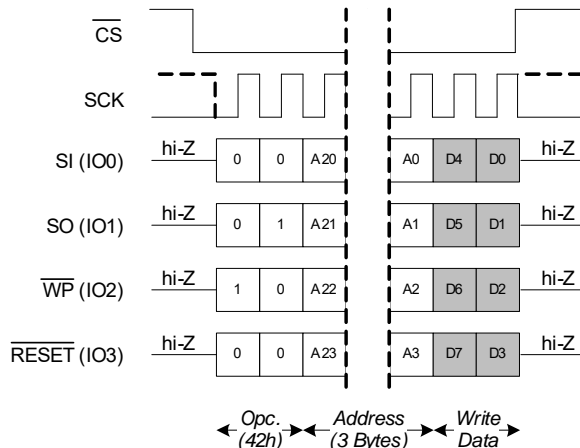 CS
SCK
hi-Z hi-Z
SI (IO0) 0 0 A20 A0 D4 D0
hi-Z hi-Z
SO (IO1) 0 1 A21 A1 D5 D1
hi-Z hi-Z
WP (IO2) 1 0 A22 A2 D6 D2
hi-Z hi-Z
RESET (IO3) 0 0 A23 A3 D7 D3
Opc. Address Write
(42h) (3 Bytes) Data